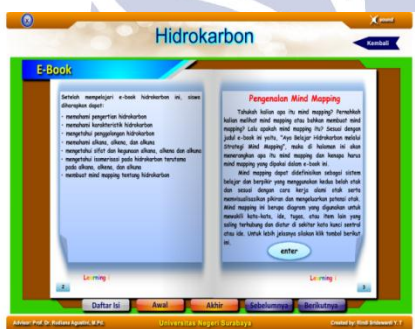 sound
Hidrokarbon
Kembali
E-Book
Setelah mempelajari e-book hidrokarbon ini, siswa
diharapkan dapat:
- memahami pengertian hidrokarbon
- memahami karakteristik hidrokarbon
- mengetahui penggolongan hidrokarbon
- memahami alkana, alkena, dan alkuna
- mengetahui sifat dan kegunaan alkana, alkena dan alkuna
- mengetahui isomerisasi pada hidrokarbon terutama
pada alkana, alkena, dan alkuna
- membuat mind mapping tentang hidrokarbon
Learning :
2
Pengenalan Mind Mapping
Tahukah kalian apa itu mind mapping? Pernahkah
kalian melihat mind mapping atau bahkan membuat mind
mapping? Lalu apakah mind mapping itu? Sesuai dengan
judul e-book ini yaitu, "Ayo Belajar Hidrokarbon melalui
Strategi Mind Mapping", maka di halaman ini akan
menerangkan apa itu mind mapping dan kenapa harus
mind mapping yang dipakai dalam e-book ini.
Mind mapping dapat didefinisikan sebagai sistem
belajar dan berpikir yang menggunakan kedua belah otak
dan sesuai dengan cara kerja alami otak serta
memvisualisasikan pikiran dan mengeluarkan potensi otak.
Mind mapping ini berupa diagram yang digunakan untuk
mewakili kata-kata, ide, tugas, atau item lain yang
saling terhubung dan diatur di sekitar kata kunci sentral
atau ide. Untuk lebih jelasnya silakan klik tombol berikut
ini.
enter
Learning :
3
Daftar Isi
Awal
Akhir
Sebelumnya
Berikutnya
Advisor: Prof. Dr. Rudiana Agustini, M.Pd.
Universitas Negeri Surabaya